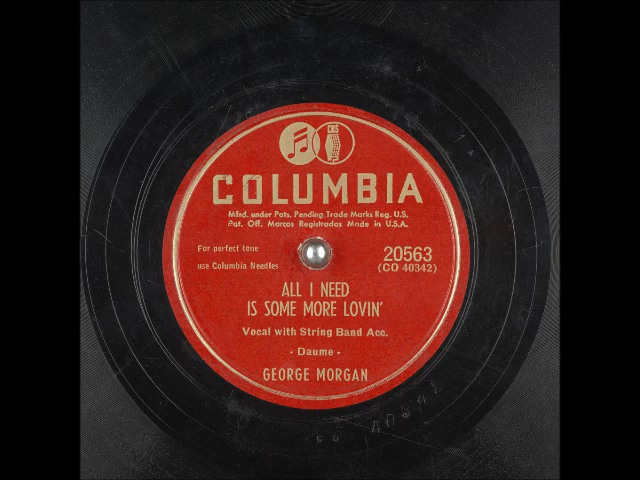 CBS
COLUMBIA
Mfnd. under Pats. Pending.Trade Marks Reg. U.S.
Pat. Off. Marcas Registradas Made in U.S.A.
For perfect tone
use Columbia Needles
20563
(CO 40342)
ALL I NEED
IS SOME MORE LOVIN'
Vocal with String Band Acc.
- Daume -
GEORGE MORGAN